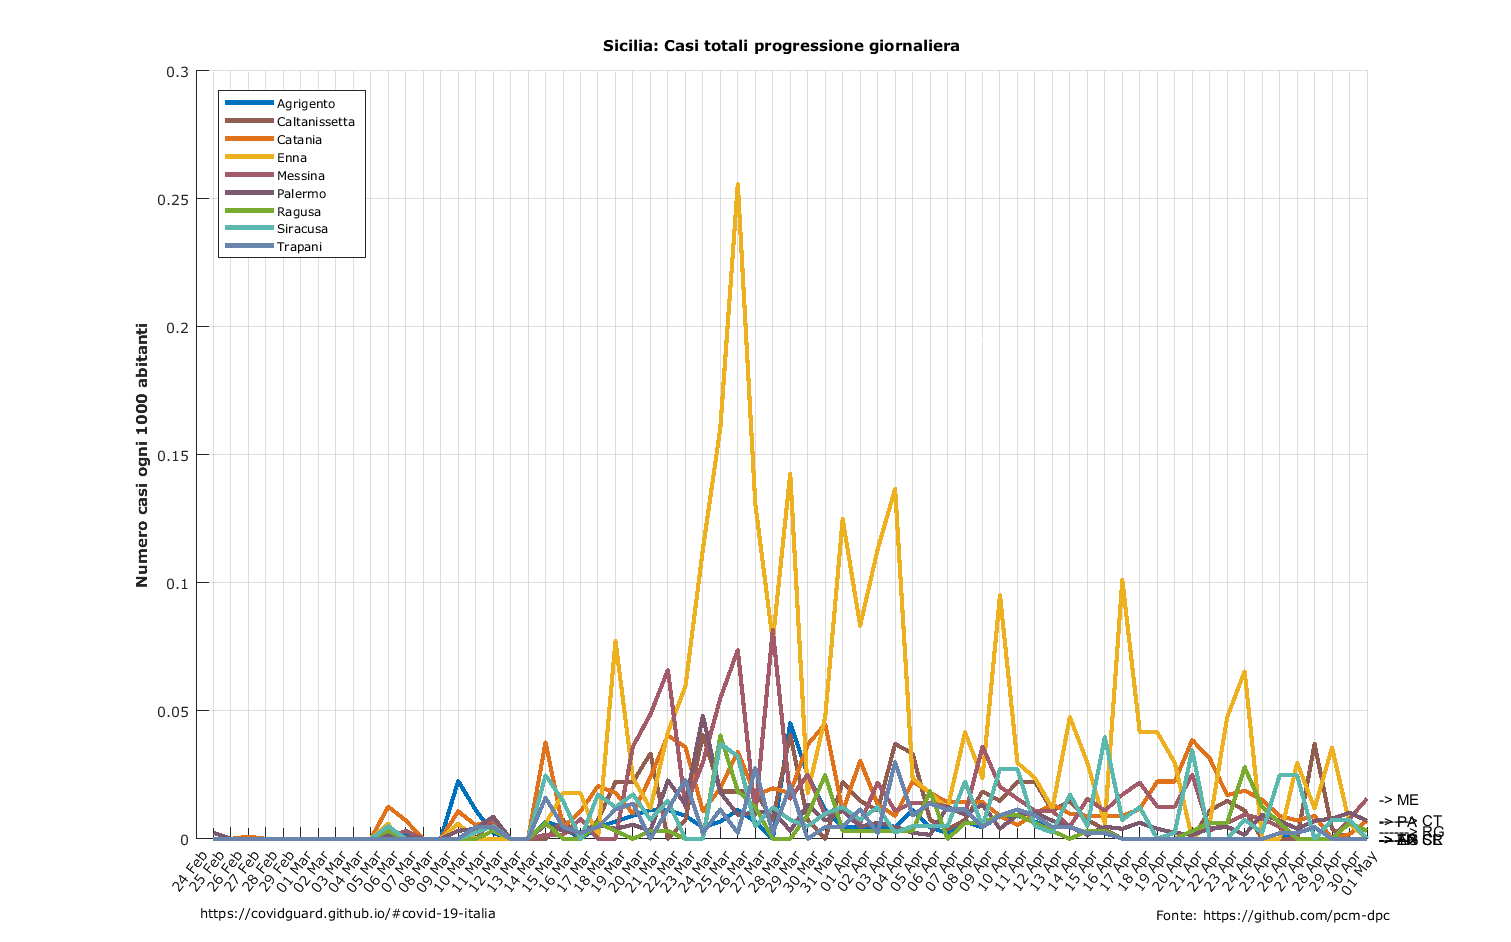 Sicilia: Casi totali progressione giornaliera
Numero casi ogni 1000 abitanti
0.3
0.25
0.2
0.15
0.1
0.05
0
Agrigento
Caltanissetta
Catania
Enna
Messina
Palermo
Ragusa
Siracusa
Trapani
-> ME
-> PA
CT
RG
SR
24 Feb
25 Feb
26 Feb
27 Feb
28 Feb
29 Feb
01 Mar
02 Mar
03 Mar
04 Mar
05 Mar
06 Mar
07 Mar
08 Mar
09 Mar
10 Mar
11 Mar
12 Mar
13 Mar
14 Mar
15 Mar
16 Mar
17 Mar
18 Mar
19 Mar
20 Mar
21 Mar
22 Mar
23 Mar
24 Mar
25 Mar
26 Mar
27 Mar
28 Mar
29 Mar
30 Mar
31 Mar
01 Apr
02 Apr
03 Apr
04 Apr
05 Apr
06 Apr
07 Apr
08 Apr
09 Apr
10 Apr
11 Apr
12 Apr
13 Apr
14 Apr
15 Apr
16 Apr
17 Apr
18 Apr
19 Apr
20 Apr
21 Apr
22 Apr
23 Apr
24 Apr
25 Apr
26 Apr
27 Apr
28 Apr
29 Apr
30 Apr
01 May
https://covidguard.github.io/#covid-19-italia
Fonte: https://github.com/pcm-dpc